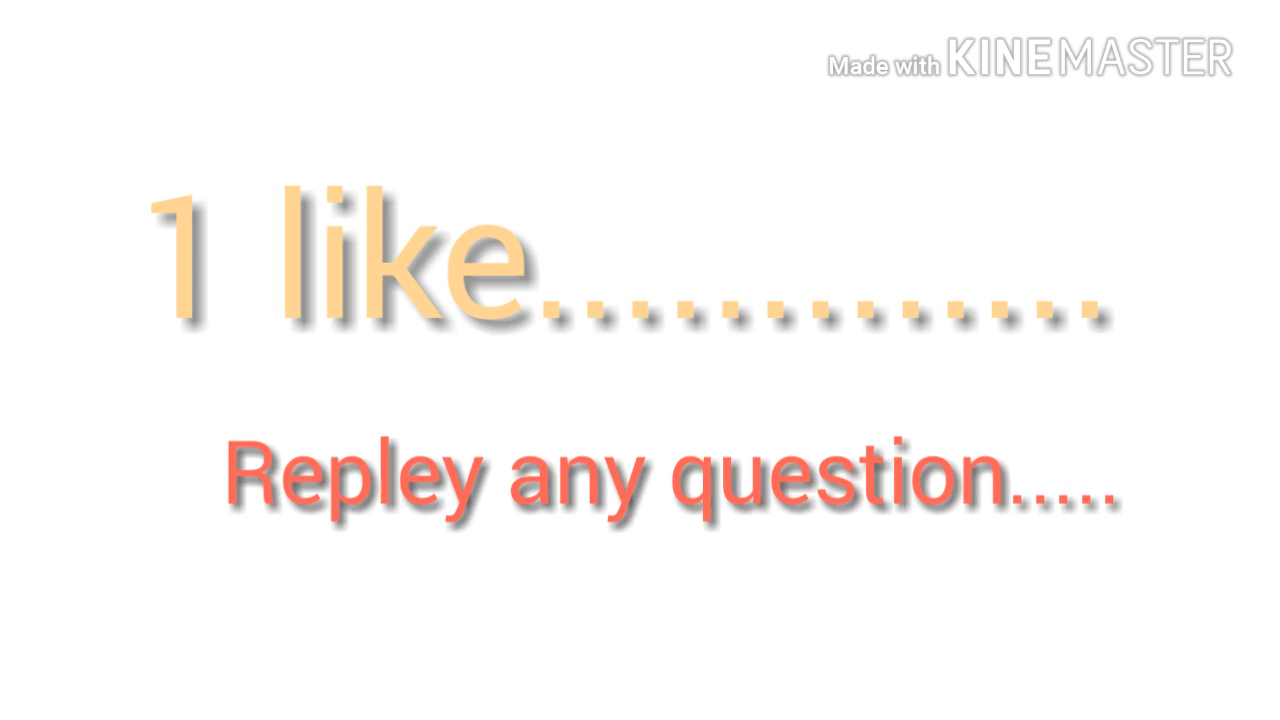 Made with KINEMASTER
1 like.............
Repley any question.....